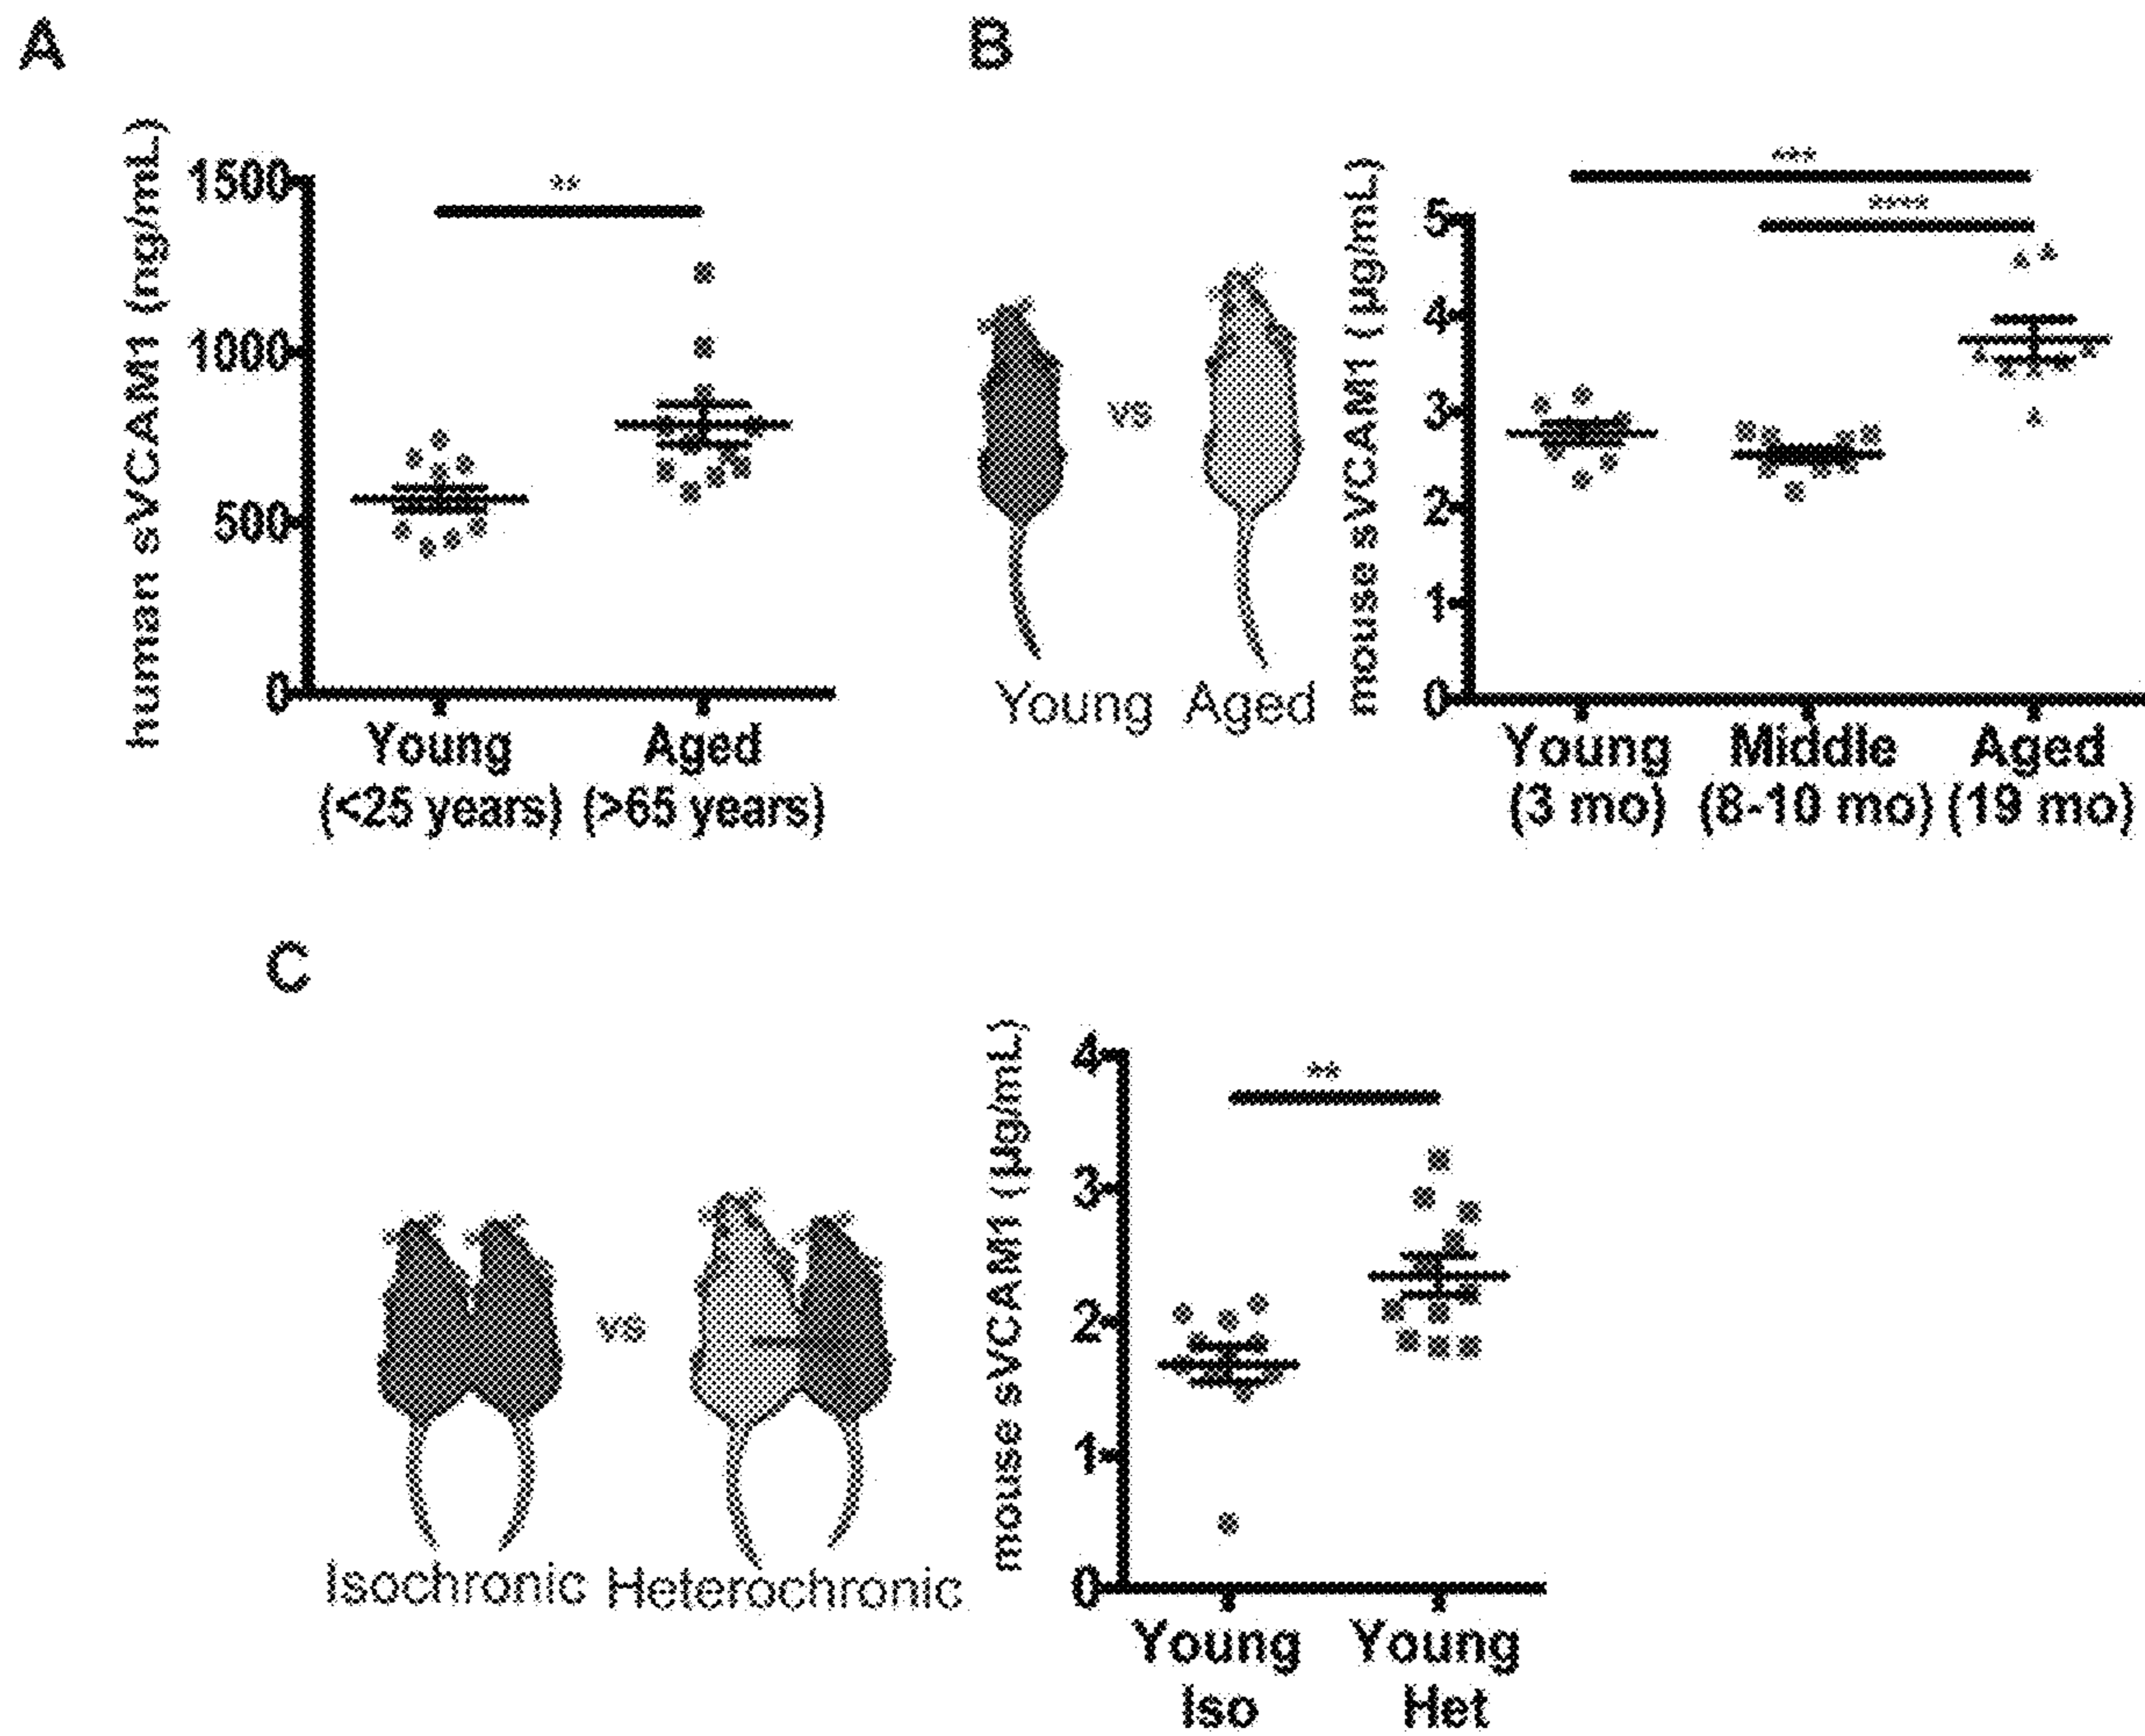 A
human sVCAM1 (ng/mL)
1500
1000
500
0
**
Young
(<25 years)
Aged
(>65 years)
B
vs
Young Aged
mouse sVCAM1 (µg/mL)
5
4
3
2
1
0
***
****
Young
(3 mo)
Middle
(8-10 mo)
Aged
(19 mo)
C
vs
Isochronic Heterochronic
mouse sVCAM1 (µg/mL)
4
3
2
1
0
**
Young
Iso
Young
Het